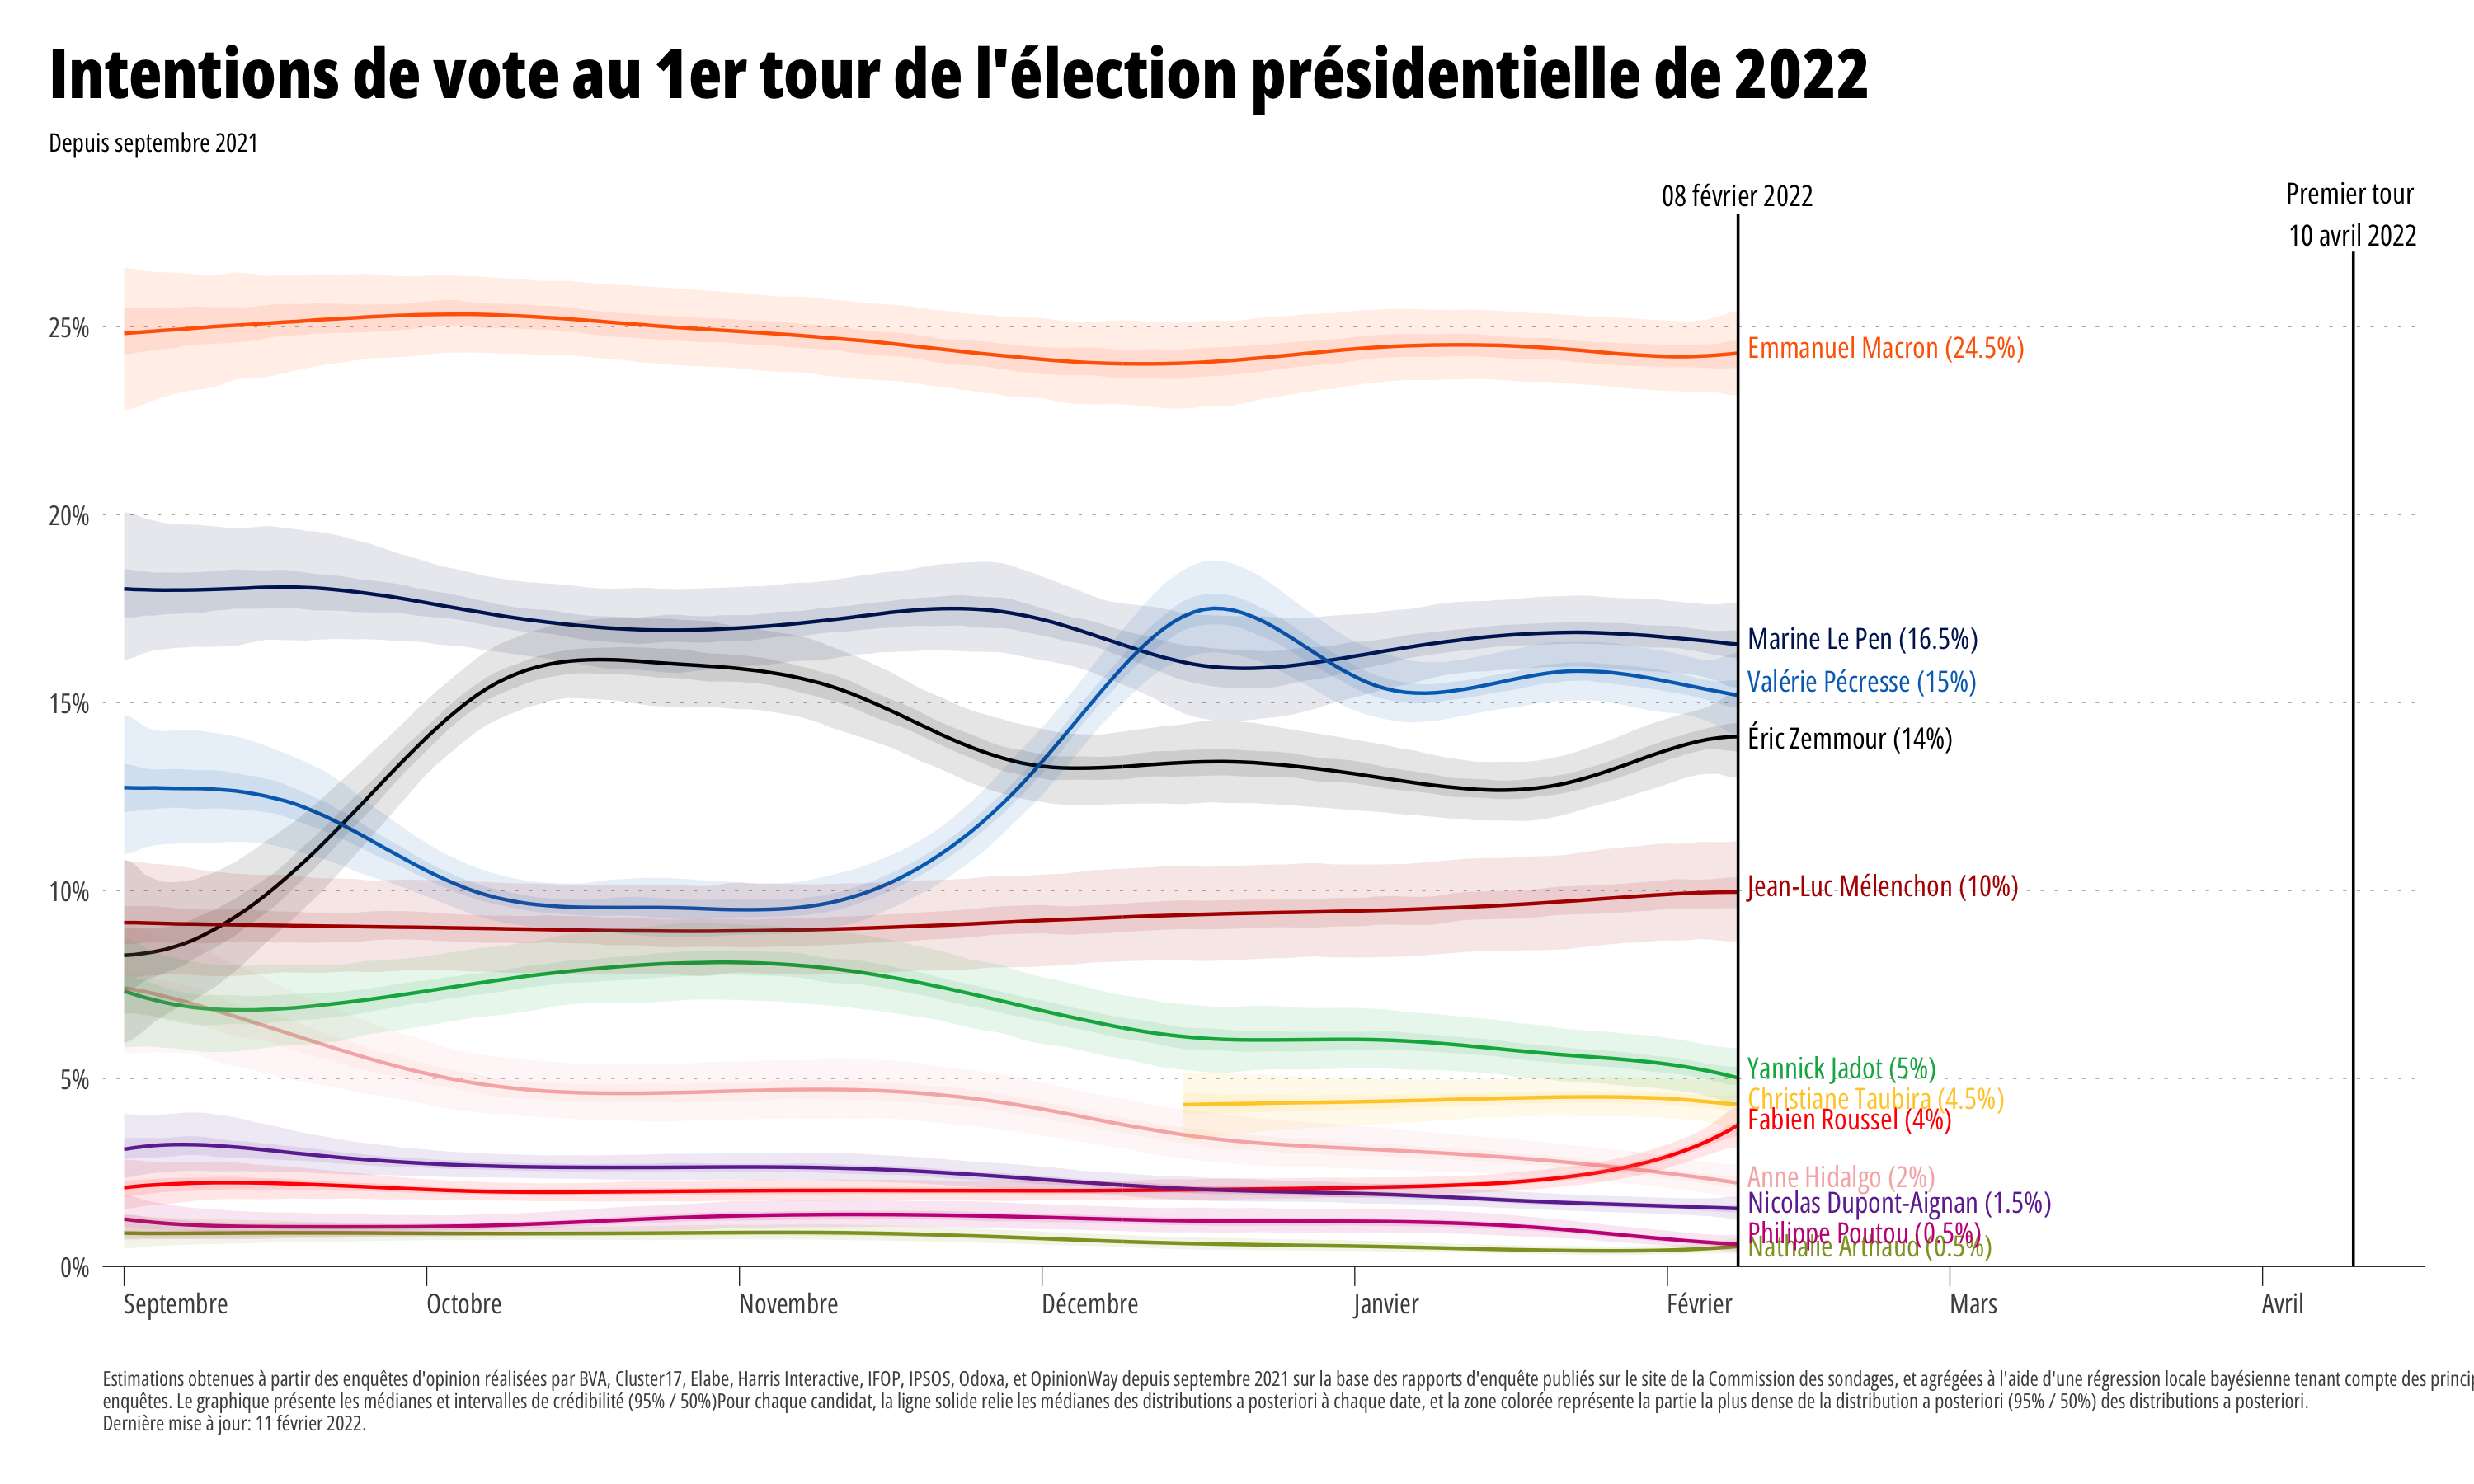 Intentions de vote au 1er tour de l'élection présidentielle de 2022
Depuis septembre 2021
08 février 2022
Premier tour
10 avril 2022
25%
20%
15%
10%
5%
0%
Emmanuel Macron (24.5%)
Marine Le Pen (16.5%)
Valérie Pécresse (15%)
Éric Zemmour (14%)
Jean-Luc Mélenchon (10%)
Yannick Jadot (5%)
Christiane Taubira (4.5%)
Fabien Roussel (4%)
Anne Hidalgo (2%)
Nicolas Dupont-Aignan (1.5%)
Philippe Poutou (0.5%)
Nathalie Arthaud (0.5%)
Septembre
Octobre
Novembre
Décembre
Janvier
Février
Mars
Avril
Estimations obtenues à partir des enquêtes d'opinion réalisées par BVA, Cluster17, Elabe, Harris Interactive, IFOP, IPSOS, Odoxa, et OpinionWay depuis septembre 2021 sur la base des rapports d'enquête publiés sur le site de la Commission des sondages, et agrégées à l'aide d'une régression locale bayésienne tenant compte des princip
enquêtes. Le graphique présente les médianes et intervalles de crédibilité (95% / 50%)Pour chaque candidat, la ligne solide relie les médianes des distributions a posteriori à chaque date, et la zone colorée représente la partie la plus dense de la distribution a posteriori (95% / 50%) des distributions a posteriori.
Dernière mise à jour: 11 février 2022.